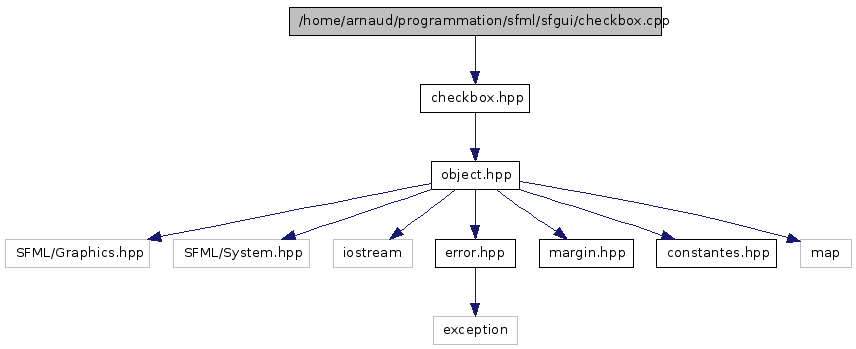 /home/arnaud/programmation/sfml/sfgui/checkbox.cpp
checkbox.hpp
object.hpp
SFML/Graphics.hpp
SFML/System.hpp
iostream
error.hpp
margin.hpp
constantes.hpp
map
exception